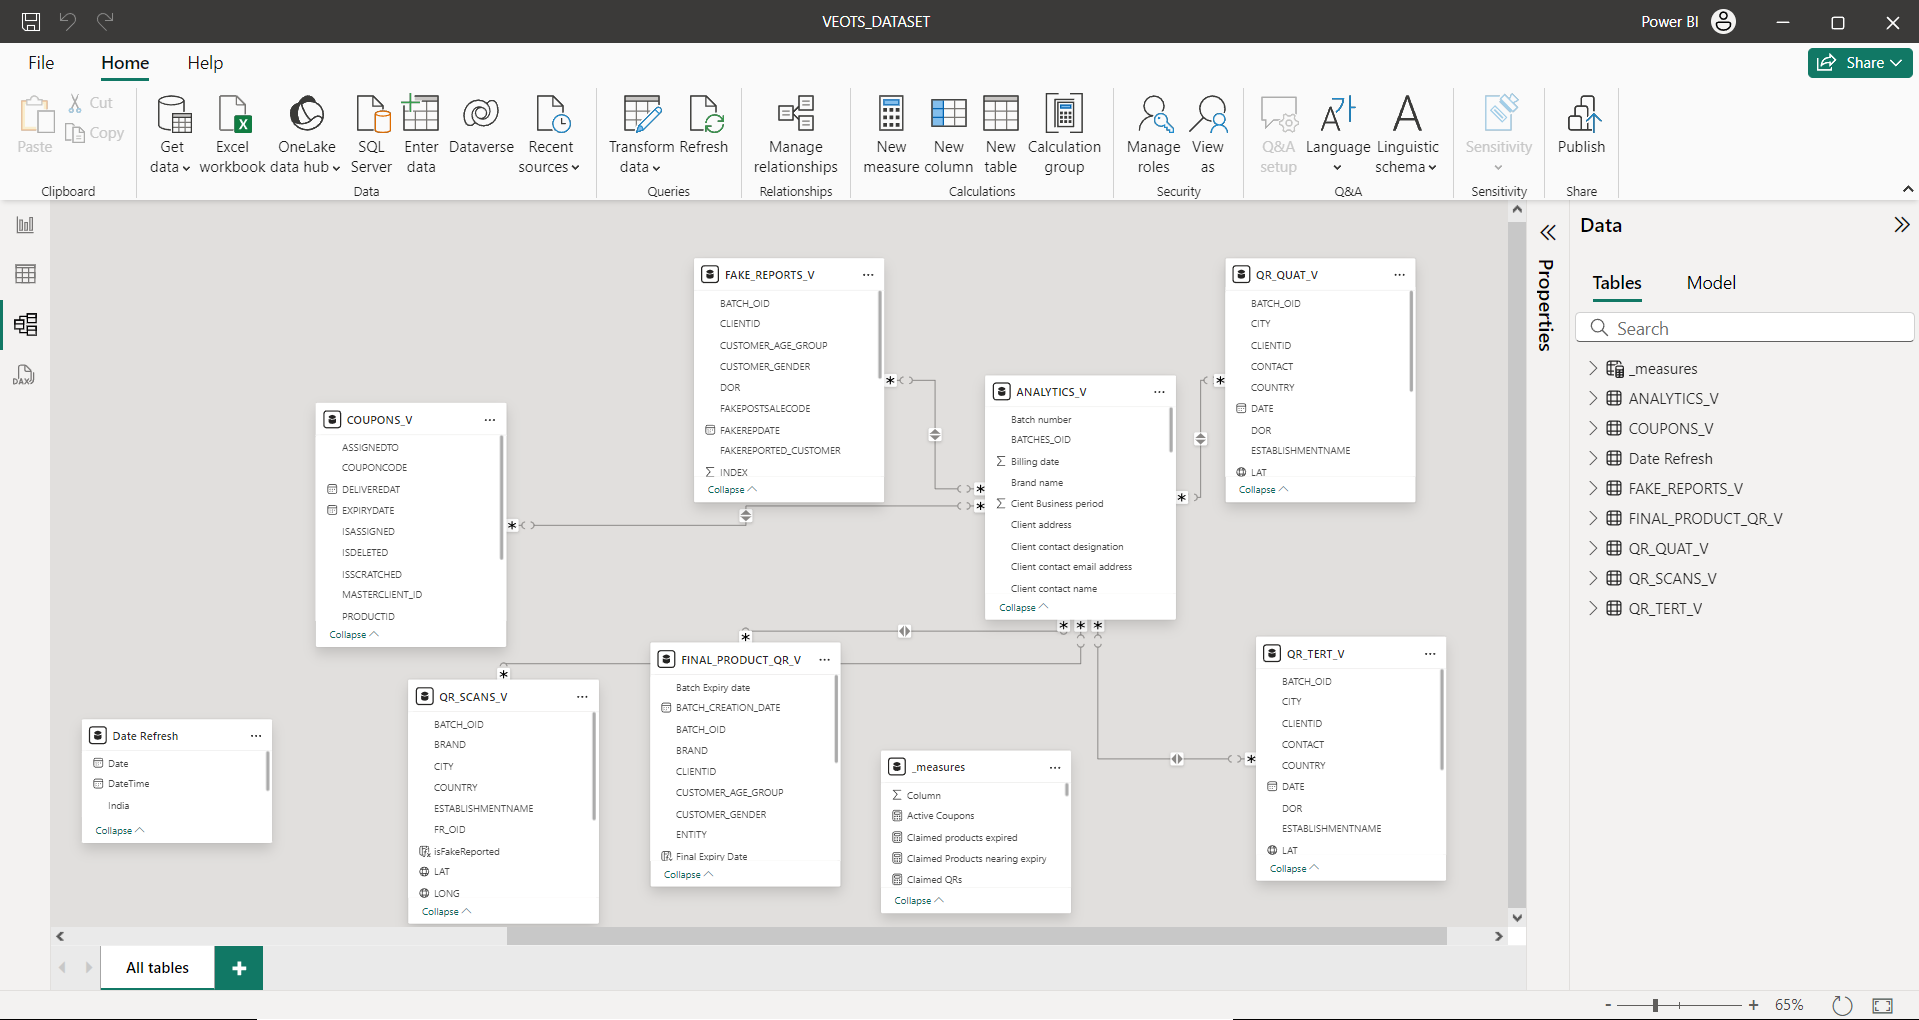 VEOTS_DATASET
Power BI
File
Home
Help
Share
Paste
Cut
Copy
Clipboard
Get data
Excel workbook
OneLake data hub
SQL Server
Enter data
Dataverse
Recent sources
Data
Transform data
Refresh
Queries
Manage relationships
Relationships
New measure
New column
New table
Calculation group
Calculations
Manage roles
View as
Security
Q&A setup
Language
Linguistic schema
Q&A
Sensitivity
Sensitivity
Publish
Share
DAX
FAKE_REPORTS_V
BATCH_OID
CLIENTID
CUSTOMER_AGE_GROUP
CUSTOMER_GENDER
DOR
FAKEPOSTSALECODE
FAKEREPDATE
FAKEREPORTED_CUSTOMER
INDEX
Collapse
QR_QUAT_V
BATCH_OID
CITY
CLIENTID
CONTACT
COUNTRY
DATE
DOR
ESTABLISHMENTNAME
LAT
Collapse
ANALYTICS_V
Batch number
BATCHES_OID
Billing date
Brand name
Cient Business period
Client address
Client contact designation
Client contact email address
Client contact name
Collapse
COUPONS_V
ASSIGNEDTO
COUPONCODE
DELIVEREDAT
EXPIRYDATE
ISASSIGNED
ISDELETED
ISSCRATCHED
MASTERCLIENT_ID
PRODUCTID
Collapse
FINAL_PRODUCT_QR_V
Batch Expiry date
BATCH_CREATION_DATE
BATCH_OID
BRAND
CLIENTID
CUSTOMER_AGE_GROUP
CUSTOMER_GENDER
ENTITY
Final Expiry Date
Collapse
QR_TERT_V
BATCH_OID
CITY
CLIENTID
CONTACT
COUNTRY
DATE
DOR
ESTABLISHMENTNAME
LAT
Collapse
QR_SCANS_V
BATCH_OID
BRAND
CITY
COUNTRY
ESTABLISHMENTNAME
FR_OID
isFakeReported
LAT
LONG
Collapse
Date Refresh
Date
DateTime
India
Collapse
_measures
Column
Active Coupons
Claimed products expired
Claimed Products nearing expiry
Claimed QRs
Collapse
Properties
Data
Tables
Model
Search
_measures
ANALYTICS_V
COUPONS_V
Date Refresh
FAKE_REPORTS_V
FINAL_PRODUCT_QR_V
QR_QUAT_V
QR_SCANS_V
QR_TERT_V
All tables
65%